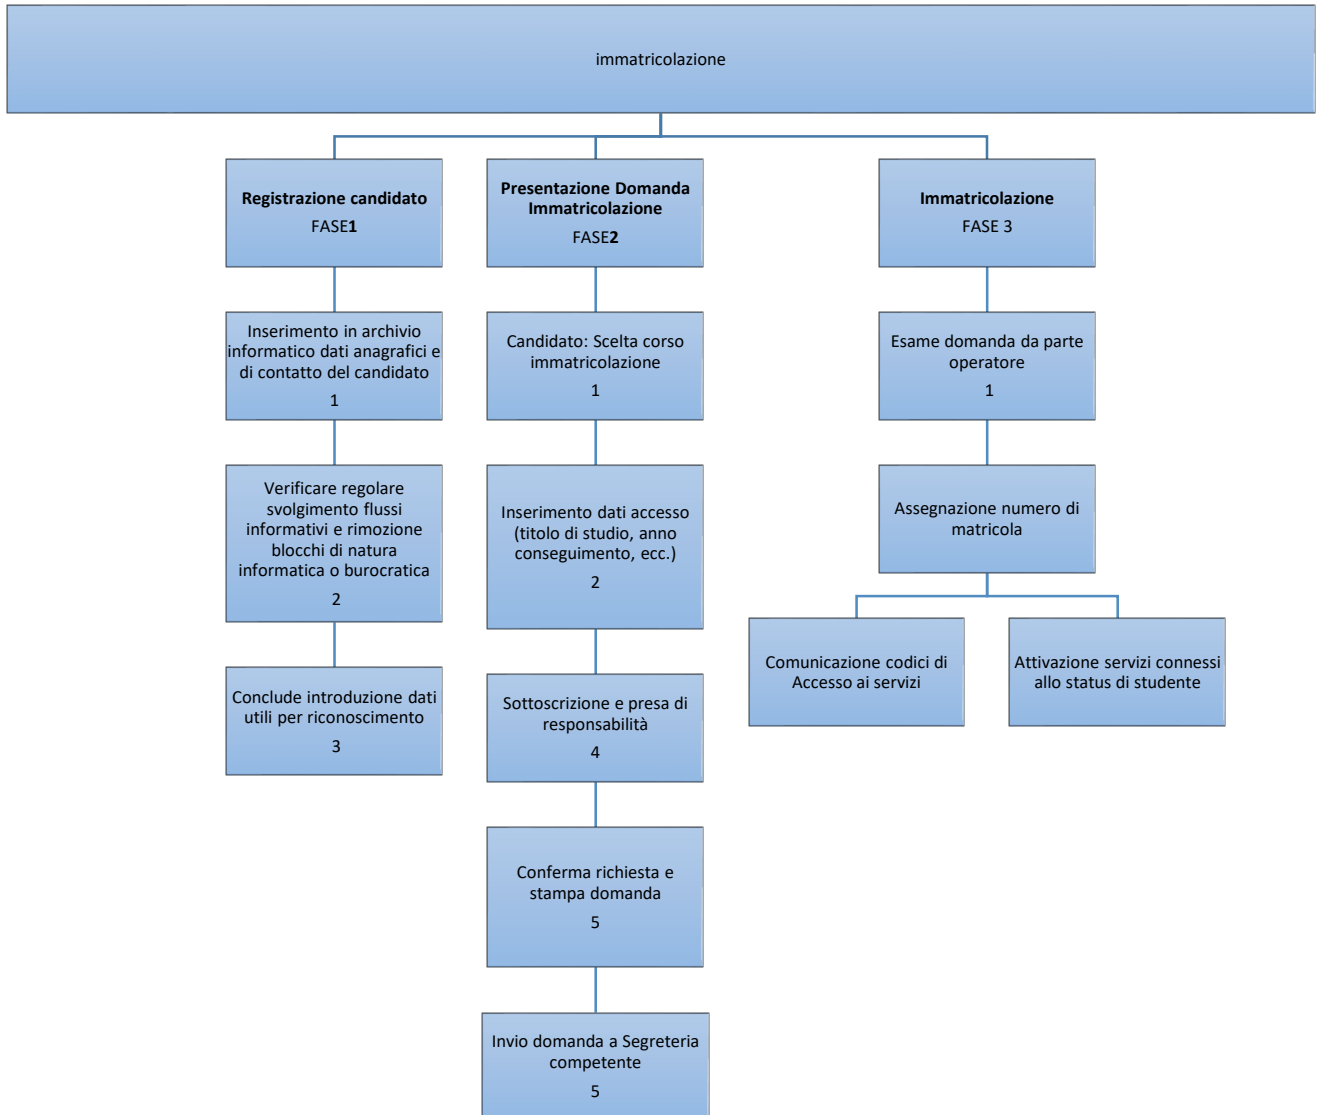 immatricolazione
Registrazione candidato
FASE1
Inserimento in archivio
informatico dati anagrafici e
di contatto del candidato
1
Verificare regolare
svolgimento flussi
informativi e rimozione
blocchi di natura
informatica o burocratica
2
Conclude introduzione dati
utili per riconoscimento
3
Presentazione Domanda
Immatricolazione
FASE2
Candidato: Scelta corso
immatricolazione
1
Inserimento dati accesso
(titolo di studio, anno
conseguimento, ecc.)
2
Sottoscrizione e presa di
responsabilità
4
Conferma richiesta e
stampa domanda
5
Invio domanda a Segreteria
competente
5
Immatricolazione
FASE 3
Esame domanda da parte
operatore
1
Assegnazione numero di
matricola
Comunicazione codici di
Accesso ai servizi
Attivazione servizi connessi
allo status di studente